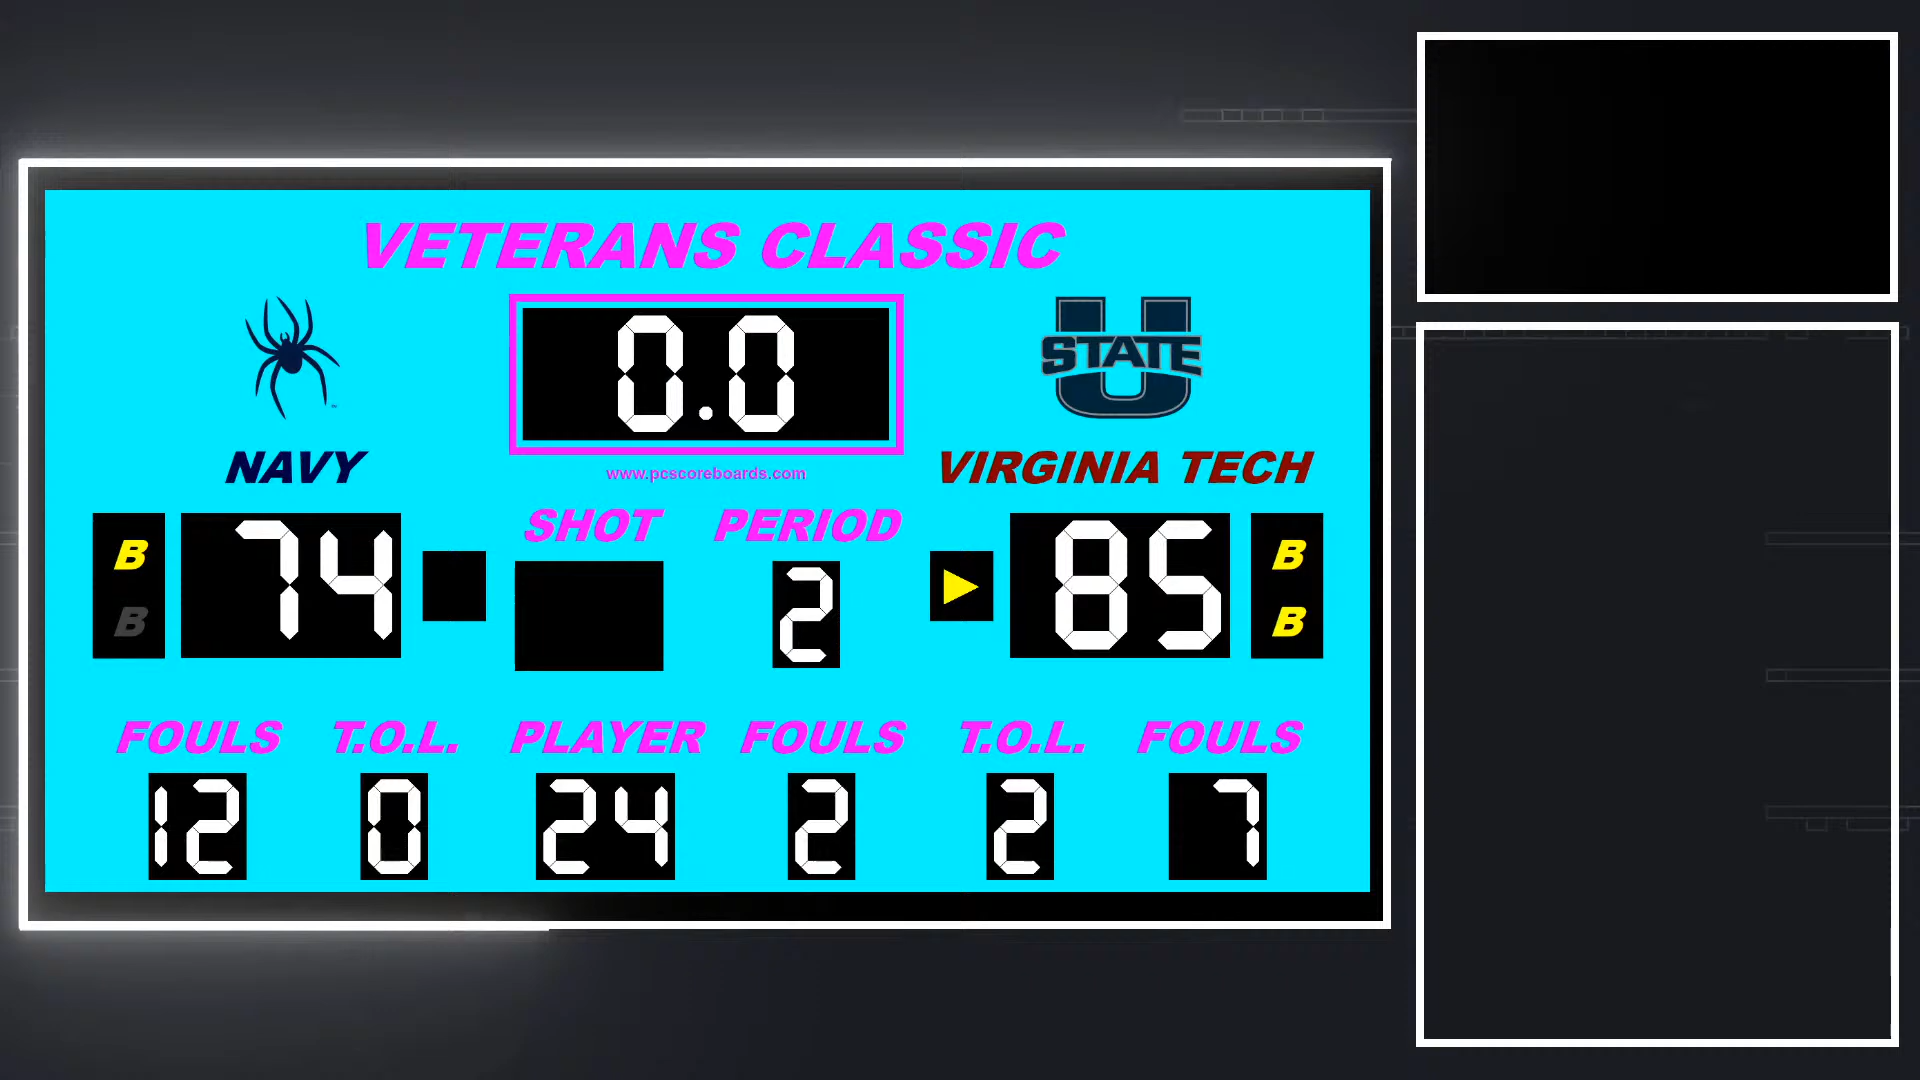 VETERANS CLASSIC
0.0
STATE
NAVY
www.pcscoreboards.com
VIRGINIA TECH
SHOT
PERIOD
B
B
74
2
85
B
B
FOULS
T.O.L.
PLAYER
FOULS
T.O.L.
FOULS
12
0
24
2
2
7